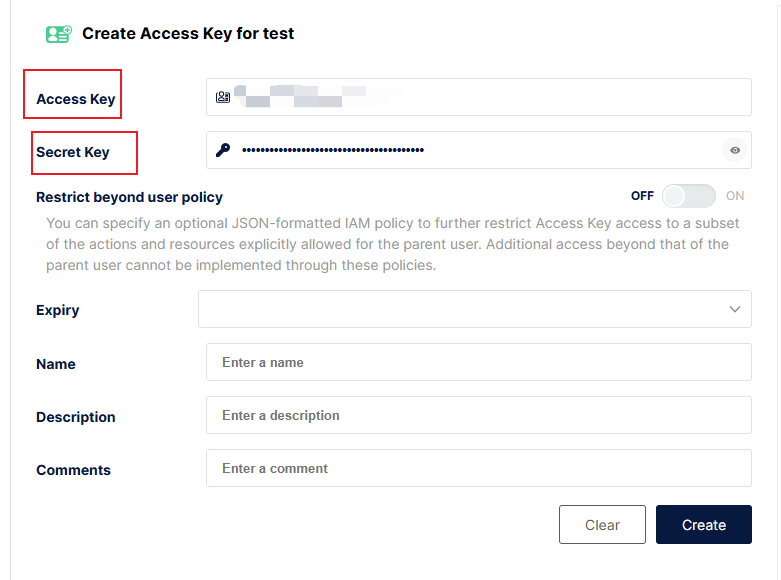 Create Access Key for test
Access Key
Secret Key ••••••••••••••••••••••••••••••••••••••••
Restrict beyond user policy OFF ON
You can specify an optional JSON-formatted IAM policy to further restrict Access Key access to a subset
of the actions and resources explicitly allowed for the parent user. Additional access beyond that of the
parent user cannot be implemented through these policies.
Expiry
Name Enter a name
Description Enter a description
Comments Enter a comment
Clear Create